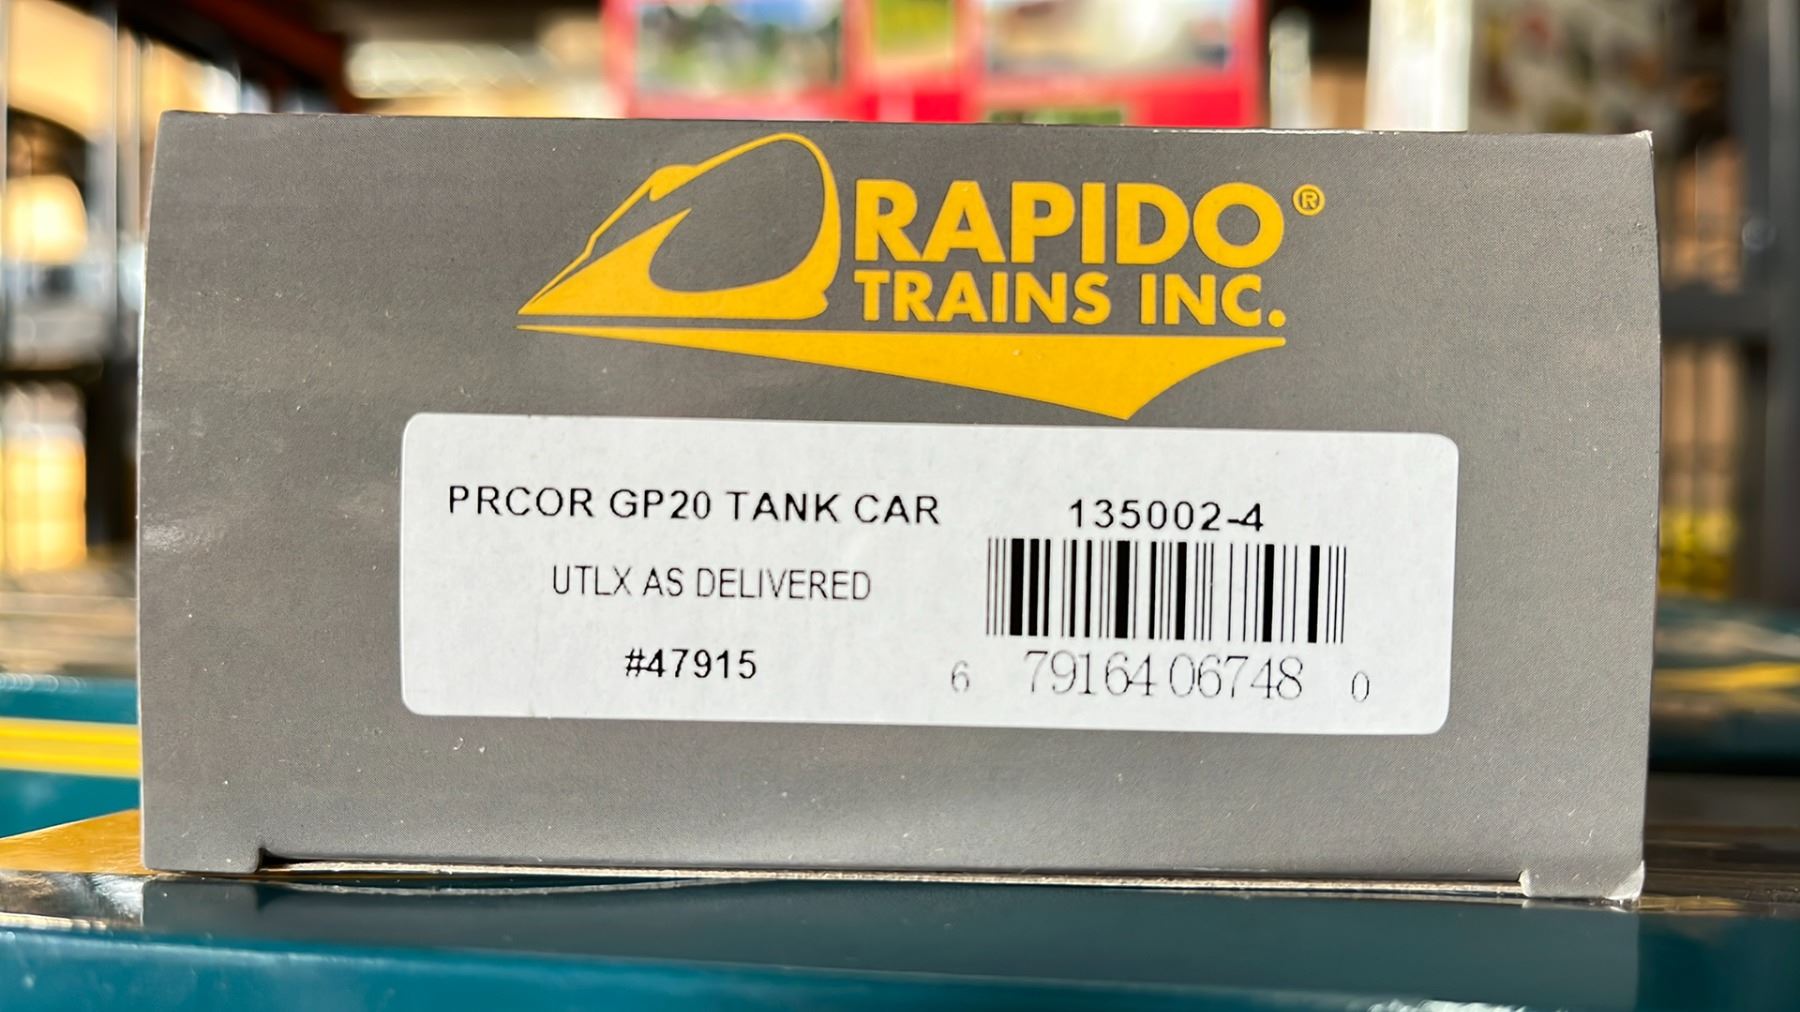 RAPIDO®
TRAINS INC.
PRCOR GP20 TANK CAR
UTLX AS DELIVERED
#47915
135002-4
6 79164 06748 0